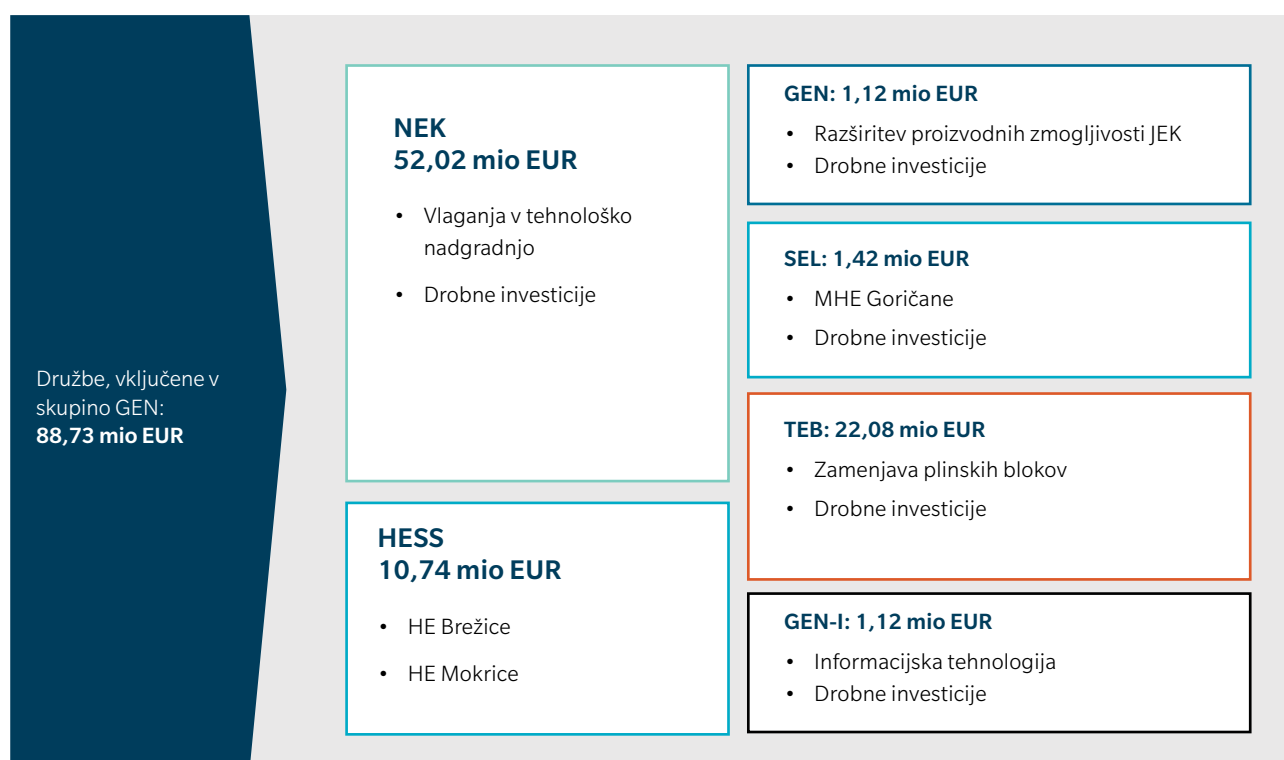 Družbe, vključene v
skupino GEN:
88,73 mio EUR
NEK
52,02 mio EUR
• Vlaganja v tehnološko
nadgradnjo
• Drobne investicije
HESS
10,74 mio EUR
• HE Brežice
• HE Mokrice
GEN: 1,12 mio EUR
• Razširitev proizvodnih zmogljivosti JEK
• Drobne investicije
SEL: 1,42 mio EUR
• MHE Goričane
• Drobne investicije
TEB: 22,08 mio EUR
• Zamenjava plinskih blokov
• Drobne investicije
GEN-I: 1,12 mio EUR
• Informacijska tehnologija
• Drobne investicije